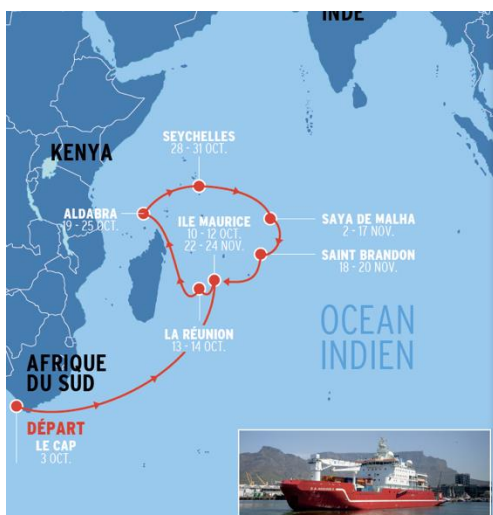 INDE
SEYCHELLES
28 - 31 OCT.
KENYA
ALDABRA
19 - 25 OCT.
ILE MAURICE
10 - 12 OCT.
22 - 24 NOV.
SAYA DE MALHA
2 - 17 NOV.
SAINT BRANDON
18 - 20 NOV.
LA RÉUNION
13 - 14 OCT.
OCEAN
INDIEN
AFRIQUE
DU SUD
DÉPART
LE CAP
3 OCT.